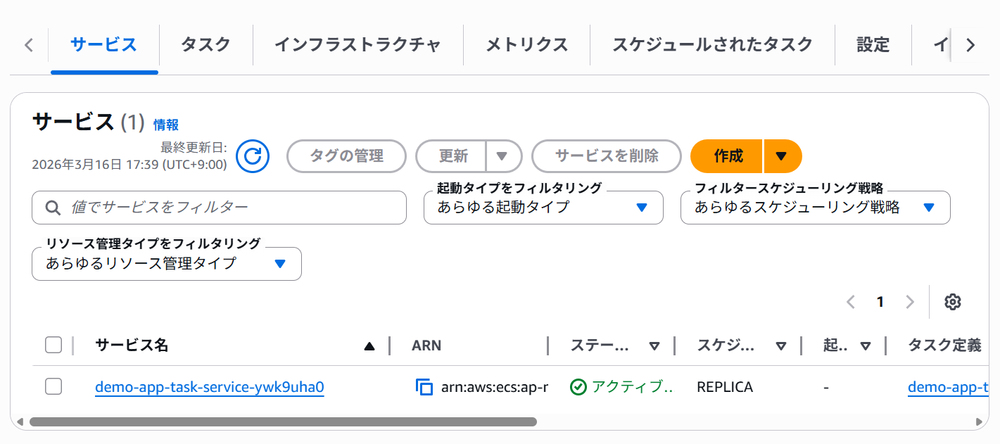 サービス タスク インフラストラクチャ メトリクス スケジュールされたタスク 設定
サービス (1) 情報
最終更新日:
2026年3月16日 17:39 (UTC+9:00)
タグの管理 更新 サービスを削除 作成
値でサービスをフィルター
起動タイプをフィルタリング
あらゆる起動タイプ
フィルタースケジューリング戦略
あらゆるスケジューリング戦略
リソース管理タイプをフィルタリング
あらゆるリソース管理タイプ
1
サービス名 ARN ステー... スケジ... 起.. タスク定義
demo-app-task-service-ywk9uha0 arn:aws:ecs:ap-r アクティブ.. REPLICA - demo-app-t